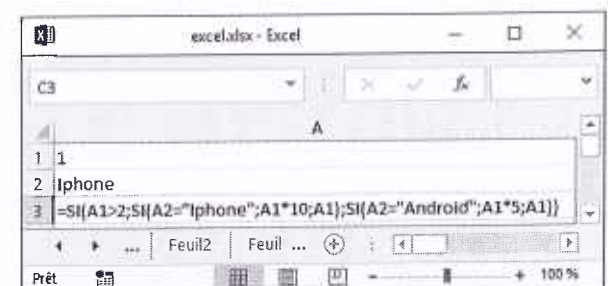 excel.xlsx - Excel
C3
fx
A
1 1
2 Iphone
3 =SI(A1>2;SI(A2="Iphone";A1*10;A1);SI(A2="Android";A1*5;A1))
... Feuil2 Feuil ...
Prêt 100 %